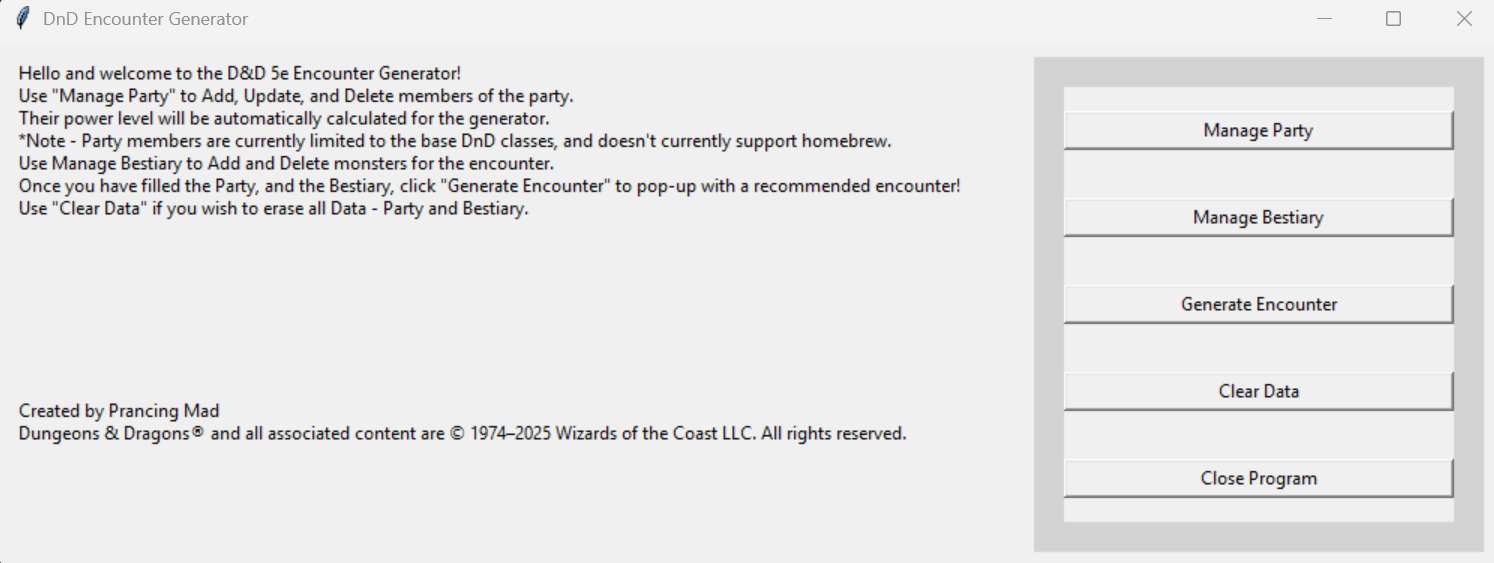 DnD Encounter Generator
Hello and welcome to the D&D 5e Encounter Generator!
Use "Manage Party" to Add, Update, and Delete members of the party.
Their power level will be automatically calculated for the generator.
*Note - Party members are currently limited to the base DnD classes, and doesn't currently support homebrew.
Use Manage Bestiary to Add and Delete monsters for the encounter.
Once you have filled the Party, and the Bestiary, click "Generate Encounter" to pop-up with a recommended encounter!
Use "Clear Data" if you wish to erase all Data - Party and Bestiary.
Created by Prancing Mad
Dungeons & Dragons® and all associated content are © 1974–2025 Wizards of the Coast LLC. All rights reserved.
Manage Party
Manage Bestiary
Generate Encounter
Clear Data
Close Program